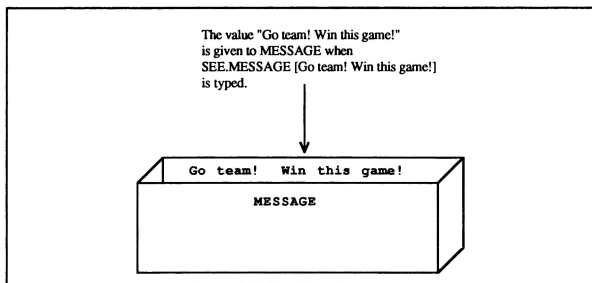 The value "Go team! Win this game!"
is given to MESSAGE when
SEE.MESSAGE [Go team! Win this game!]
is typed.
Go team! Win this game!
MESSAGE